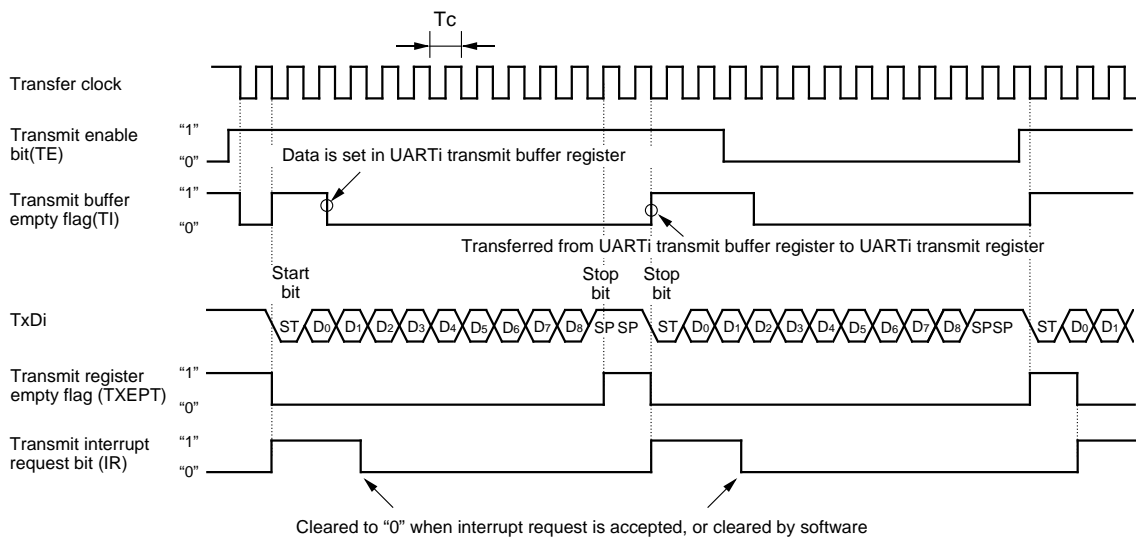 Tc
Transfer clock
Transmit enable
bit(TE)
“1”
“0”
Data is set in UARTi transmit buffer register
Transmit buffer
empty flag(TI)
“1”
“0”
Transferred from UARTi transmit buffer register to UARTi transmit register
Start
bit
Stop
bit
Stop
bit
TxDi
ST D0 D1 D2 D3 D4 D5 D6 D7 D8 SP SP ST D0 D1 D2 D3 D4 D5 D6 D7 D8 SPSP ST D0 D1
Transmit register
empty flag (TXEPT)
“1”
“0”
Transmit interrupt
request bit (IR)
“1”
“0”
Cleared to “0” when interrupt request is accepted, or cleared by software